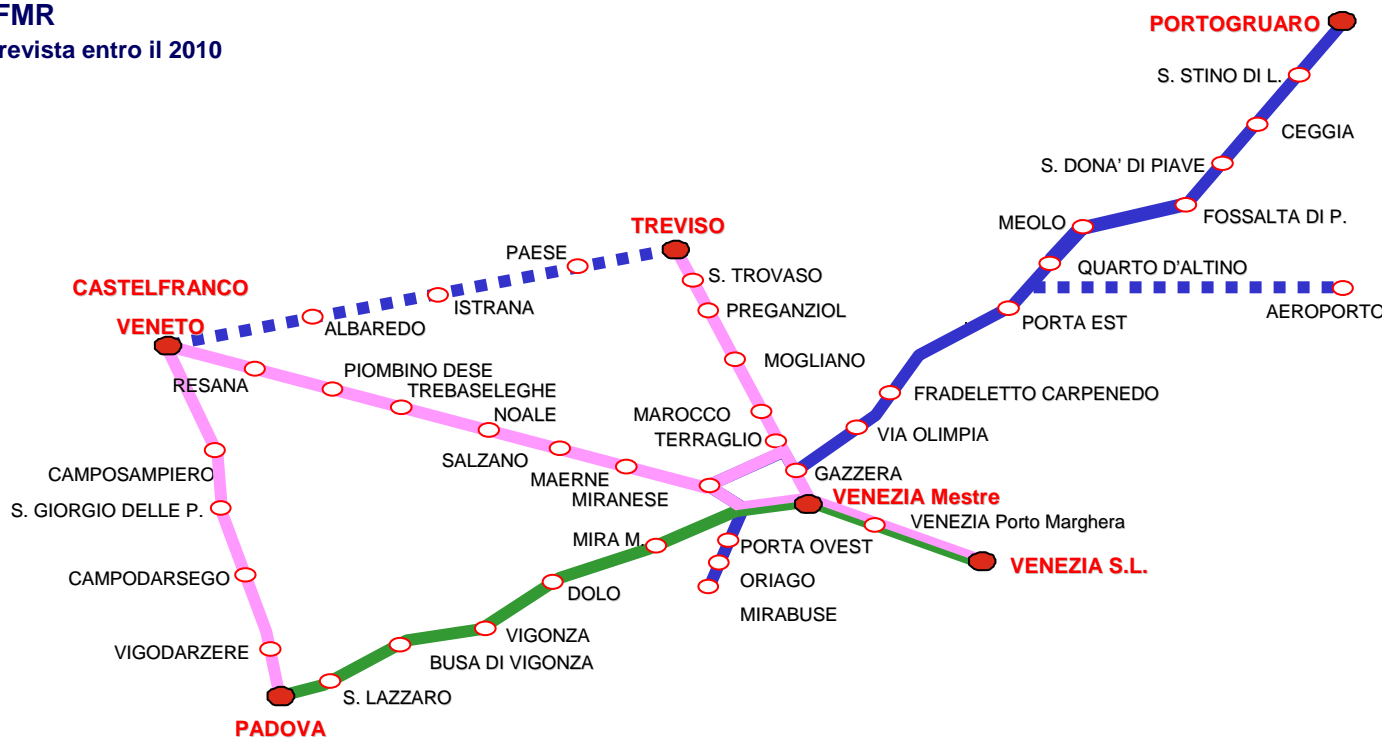 FMR
revista entro il 2010
PORTOGRUARO
S. STINO DI L.
CEGGIA
S. DONA' DI PIAVE
FOSSALTA DI P.
MEOLO
QUARTO D'ALTINO
AEROPORTO
PORTA EST
TREVISO
PAESE
S. TROVASO
ISTRANA
PREGANZIOL
ALBAREDO
CASTELFRANCO
VENETO
MOGLIANO
RESANA
PIOMBINO DESE
TREBASELEGHE
NOALE
FRADELETTO CARPENEDO
MAROCCO
TERRAGLIO
VIA OLIMPIA
SALZANO
MAERNE
MIRANESE
GAZZERA
CAMPOSAMPIERO
VENEZIA Mestre
S. GIORGIO DELLE P.
VENEZIA Porto Marghera
MIRA M.
PORTA OVEST
VENEZIA S.L.
CAMPODARSEGO
ORIAGO
DOLO
MIRABUSE
VIGONZA
VIGODARZERE
BUSA DI VIGONZA
S. LAZZARO
PADOVA